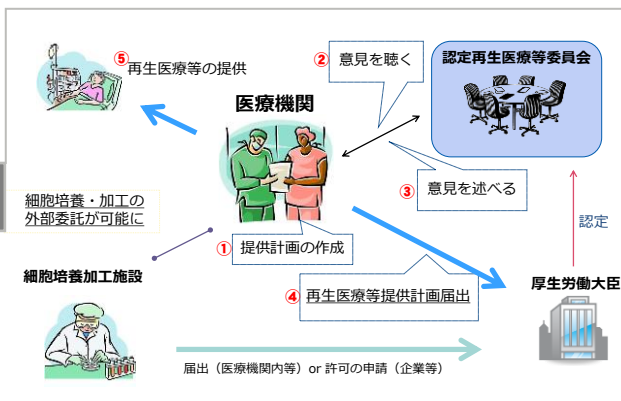 ⑤
再生医療等の提供
②
意見を聴く
認定再生医療等委員会
医療機関
③
意見を述べる
細胞培養・加工の
外部委託が可能に
認定
①
提供計画の作成
細胞培養加工施設
④
再生医療等提供計画届出
厚生労働大臣
届出（医療機関内等）or 許可の申請（企業等）